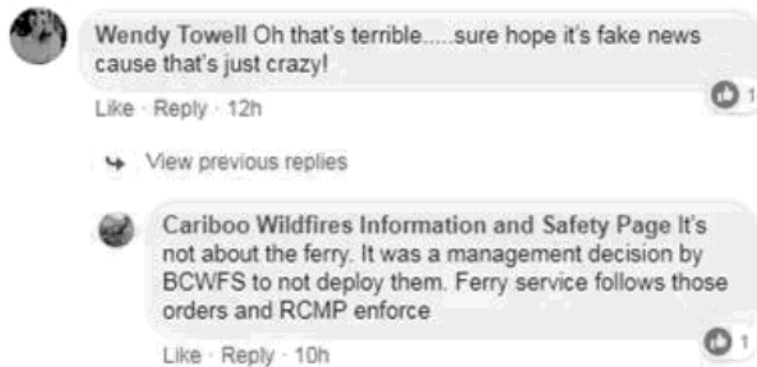 Wendy Towell Oh that's terrible.....sure hope it's fake news
cause that's just crazy!
1
Like · Reply · 12h
View previous replies
Cariboo Wildfires Information and Safety Page It's
not about the ferry. It was a management decision by
BCWFS to not deploy them. Ferry service follows those
orders and RCMP enforce
1
Like · Reply · 10h